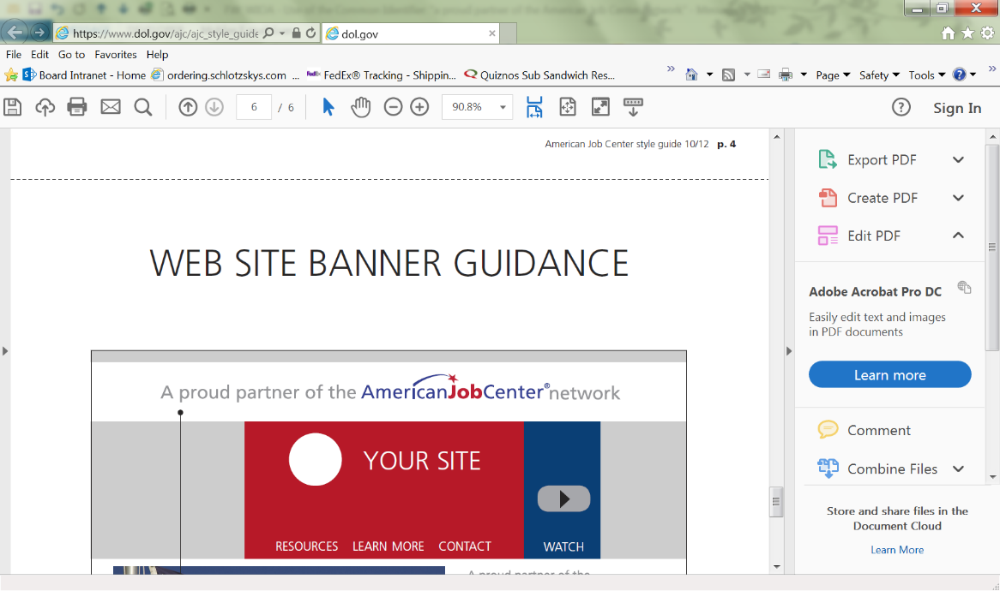 https://www.dol.gov/ajc/ajc_style_guide
dol.gov
File Edit Go to Favorites Help
Board Intranet - Home ordering.schlotzskys.com ... FedEx® Tracking - Shippin... Quiznos Sub Sandwich Res... Page Safety Tools
6 / 6 90.8% Sign In
American Job Center style guide 10/12 p. 4
WEB SITE BANNER GUIDANCE
A proud partner of the AmericanJobCenter® network
YOUR SITE
RESOURCES LEARN MORE CONTACT WATCH
A proud partner of the
Export PDF
Create PDF
Edit PDF
Adobe Acrobat Pro DC
Easily edit text and images
in PDF documents
Learn more
Comment
Combine Files
Store and share files in the
Document Cloud
Learn More